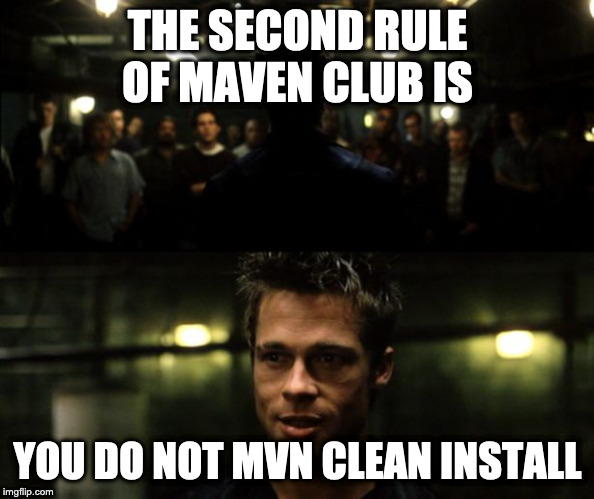 THE SECOND RULE
OF MAVEN CLUB IS
YOU DO NOT MVN CLEAN INSTALL
imgflip.com